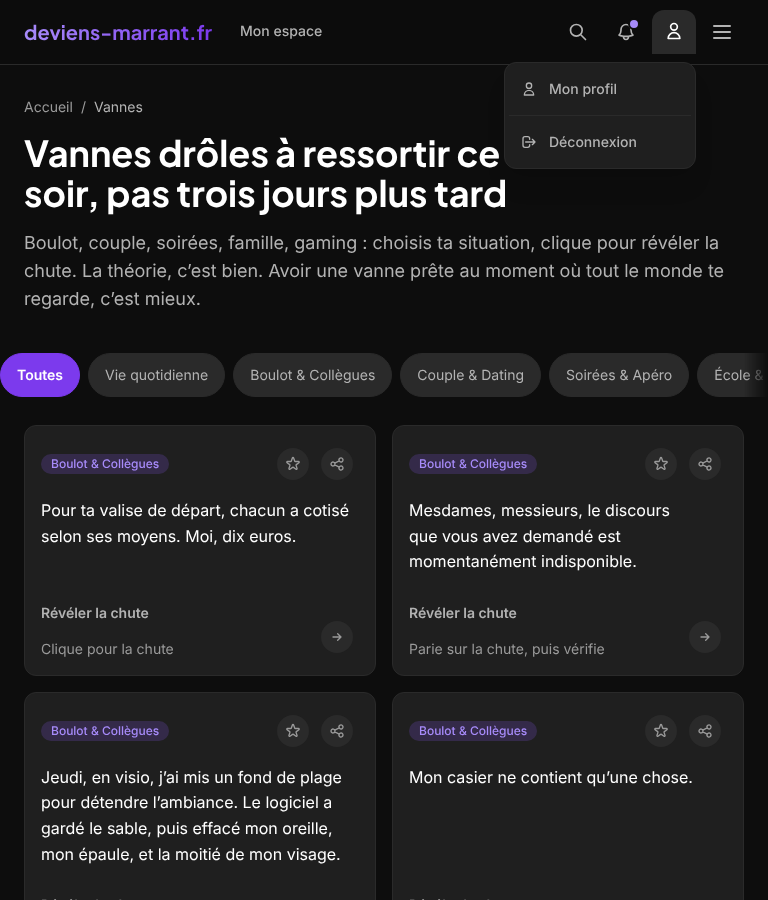 deviens-marrant.fr
Mon espace
Mon profil
Déconnexion
Accueil / Vannes
Vannes drôles à ressortir ce
soir, pas trois jours plus tard
Boulot, couple, soirées, famille, gaming : choisis ta situation, clique pour révéler la
chute. La théorie, c’est bien. Avoir une vanne prête au moment où tout le monde te
regarde, c’est mieux.
Toutes
Vie quotidienne
Boulot & Collègues
Couple & Dating
Soirées & Apéro
École &
Boulot & Collègues
Pour ta valise de départ, chacun a cotisé
selon ses moyens. Moi, dix euros.
Révéler la chute
Clique pour la chute
Boulot & Collègues
Mesdames, messieurs, le discours
que vous avez demandé est
momentanément indisponible.
Révéler la chute
Parie sur la chute, puis vérifie
Boulot & Collègues
Jeudi, en visio, j’ai mis un fond de plage
pour détendre l’ambiance. Le logiciel a
gardé le sable, puis effacé mon oreille,
mon épaule, et la moitié de mon visage.
Boulot & Collègues
Mon casier ne contient qu’une chose.